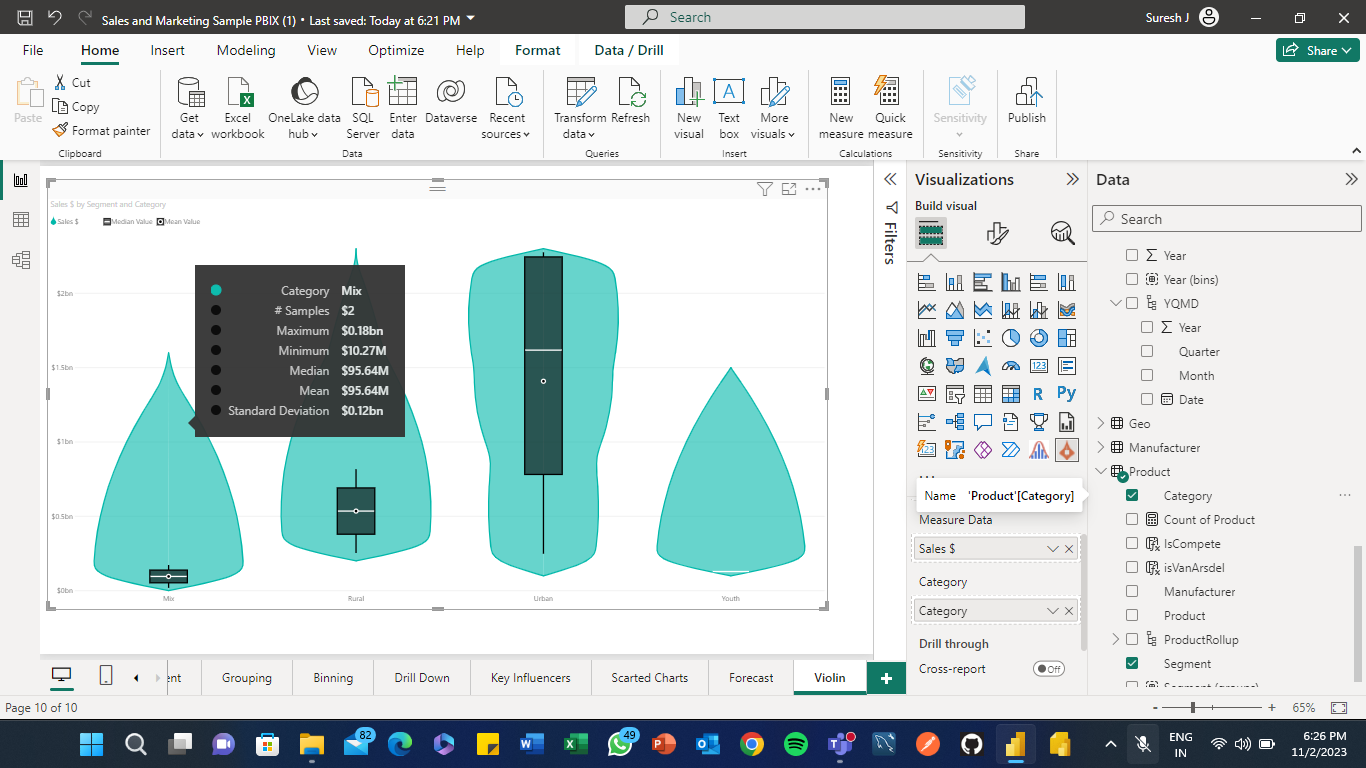 Sales and Marketing Sample PBIX (1) • Last saved: Today at 6:21 PM
Search
Suresh J
File Home Insert Modeling View Optimize Help Format Data / Drill
Share
Paste
Cut
Copy
Format painter
Get data
Excel workbook
OneLake data hub
SQL Server
Enter data
Dataverse
Recent sources
Transform data
Refresh
New visual
Text box
More visuals
New measure
Quick measure
Sensitivity
Publish
Clipboard Data Queries Insert Calculations Sensitivity Share
Sales $ by Segment and Category
Sales $ Median Value Mean Value
$2bn
$1.5bn
$1bn
$0.5bn
$0bn
Category Mix
# Samples $2
Maximum $0.18bn
Minimum $10.27M
Median $95.64M
Mean $95.64M
Standard Deviation $0.12bn
Mix Rural Urban Youth
Filters
Visualizations
Build visual
123
R
Py
123
Name 'Product'[Category]
Measure Data
Sales $
Category
Category
Drill through
Cross-report
Off
Data
Search
Year
Year (bins)
YQMD
Year
Quarter
Month
Date
Geo
Manufacturer
Product
Category
Count of Product
IsCompete
isVanArsdel
Manufacturer
Product
ProductRollup
Segment
Segment (groups)
ent Grouping Binning Drill Down Key Influencers Scarted Charts Forecast Violin
Page 10 of 10
65%
82
49
ENG
IN
6:26 PM
11/2/2023